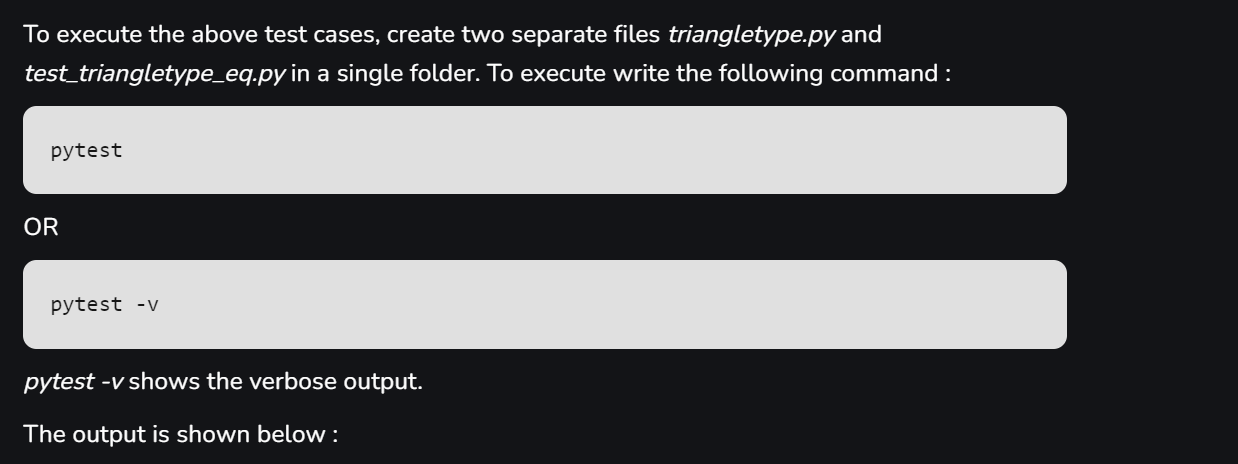 To execute the above test cases, create two separate files triangletype.py and
test_triangletype_eq.py in a single folder. To execute write the following command :
pytest
OR
pytest -v
pytest -v shows the verbose output.
The output is shown below :